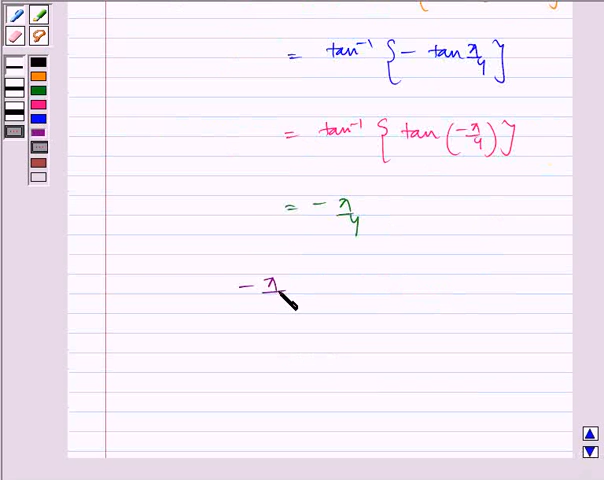 = tan⁻¹ { − tan π/4 }
= tan⁻¹ { tan (−π/4) }
= − π/4
− π